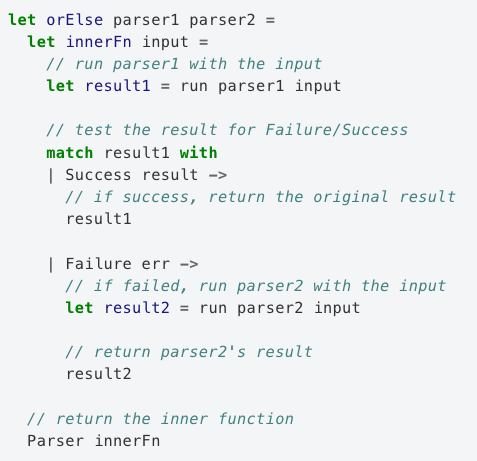 let orElse parser1 parser2 =
  let innerFn input =
    // run parser1 with the input
    let result1 = run parser1 input

    // test the result for Failure/Success
    match result1 with
    | Success result ->
      // if success, return the original result
      result1

    | Failure err ->
      // if failed, run parser2 with the input
      let result2 = run parser2 input

      // return parser2's result
      result2

  // return the inner function
  Parser innerFn